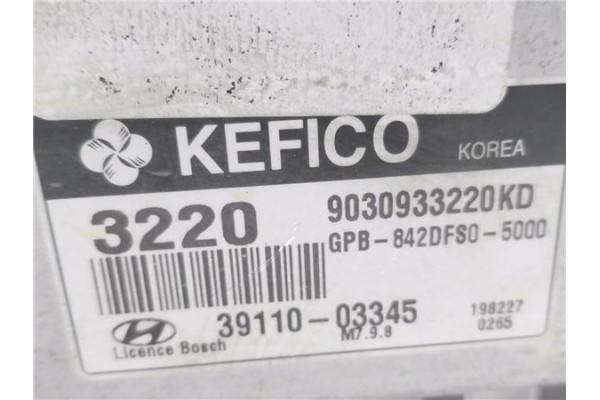 KEFICO KOREA
3220 9030933220KD
GPB-842DFS0-5000
39110-03345 198227
Licence Bosch M7.9.8 0265